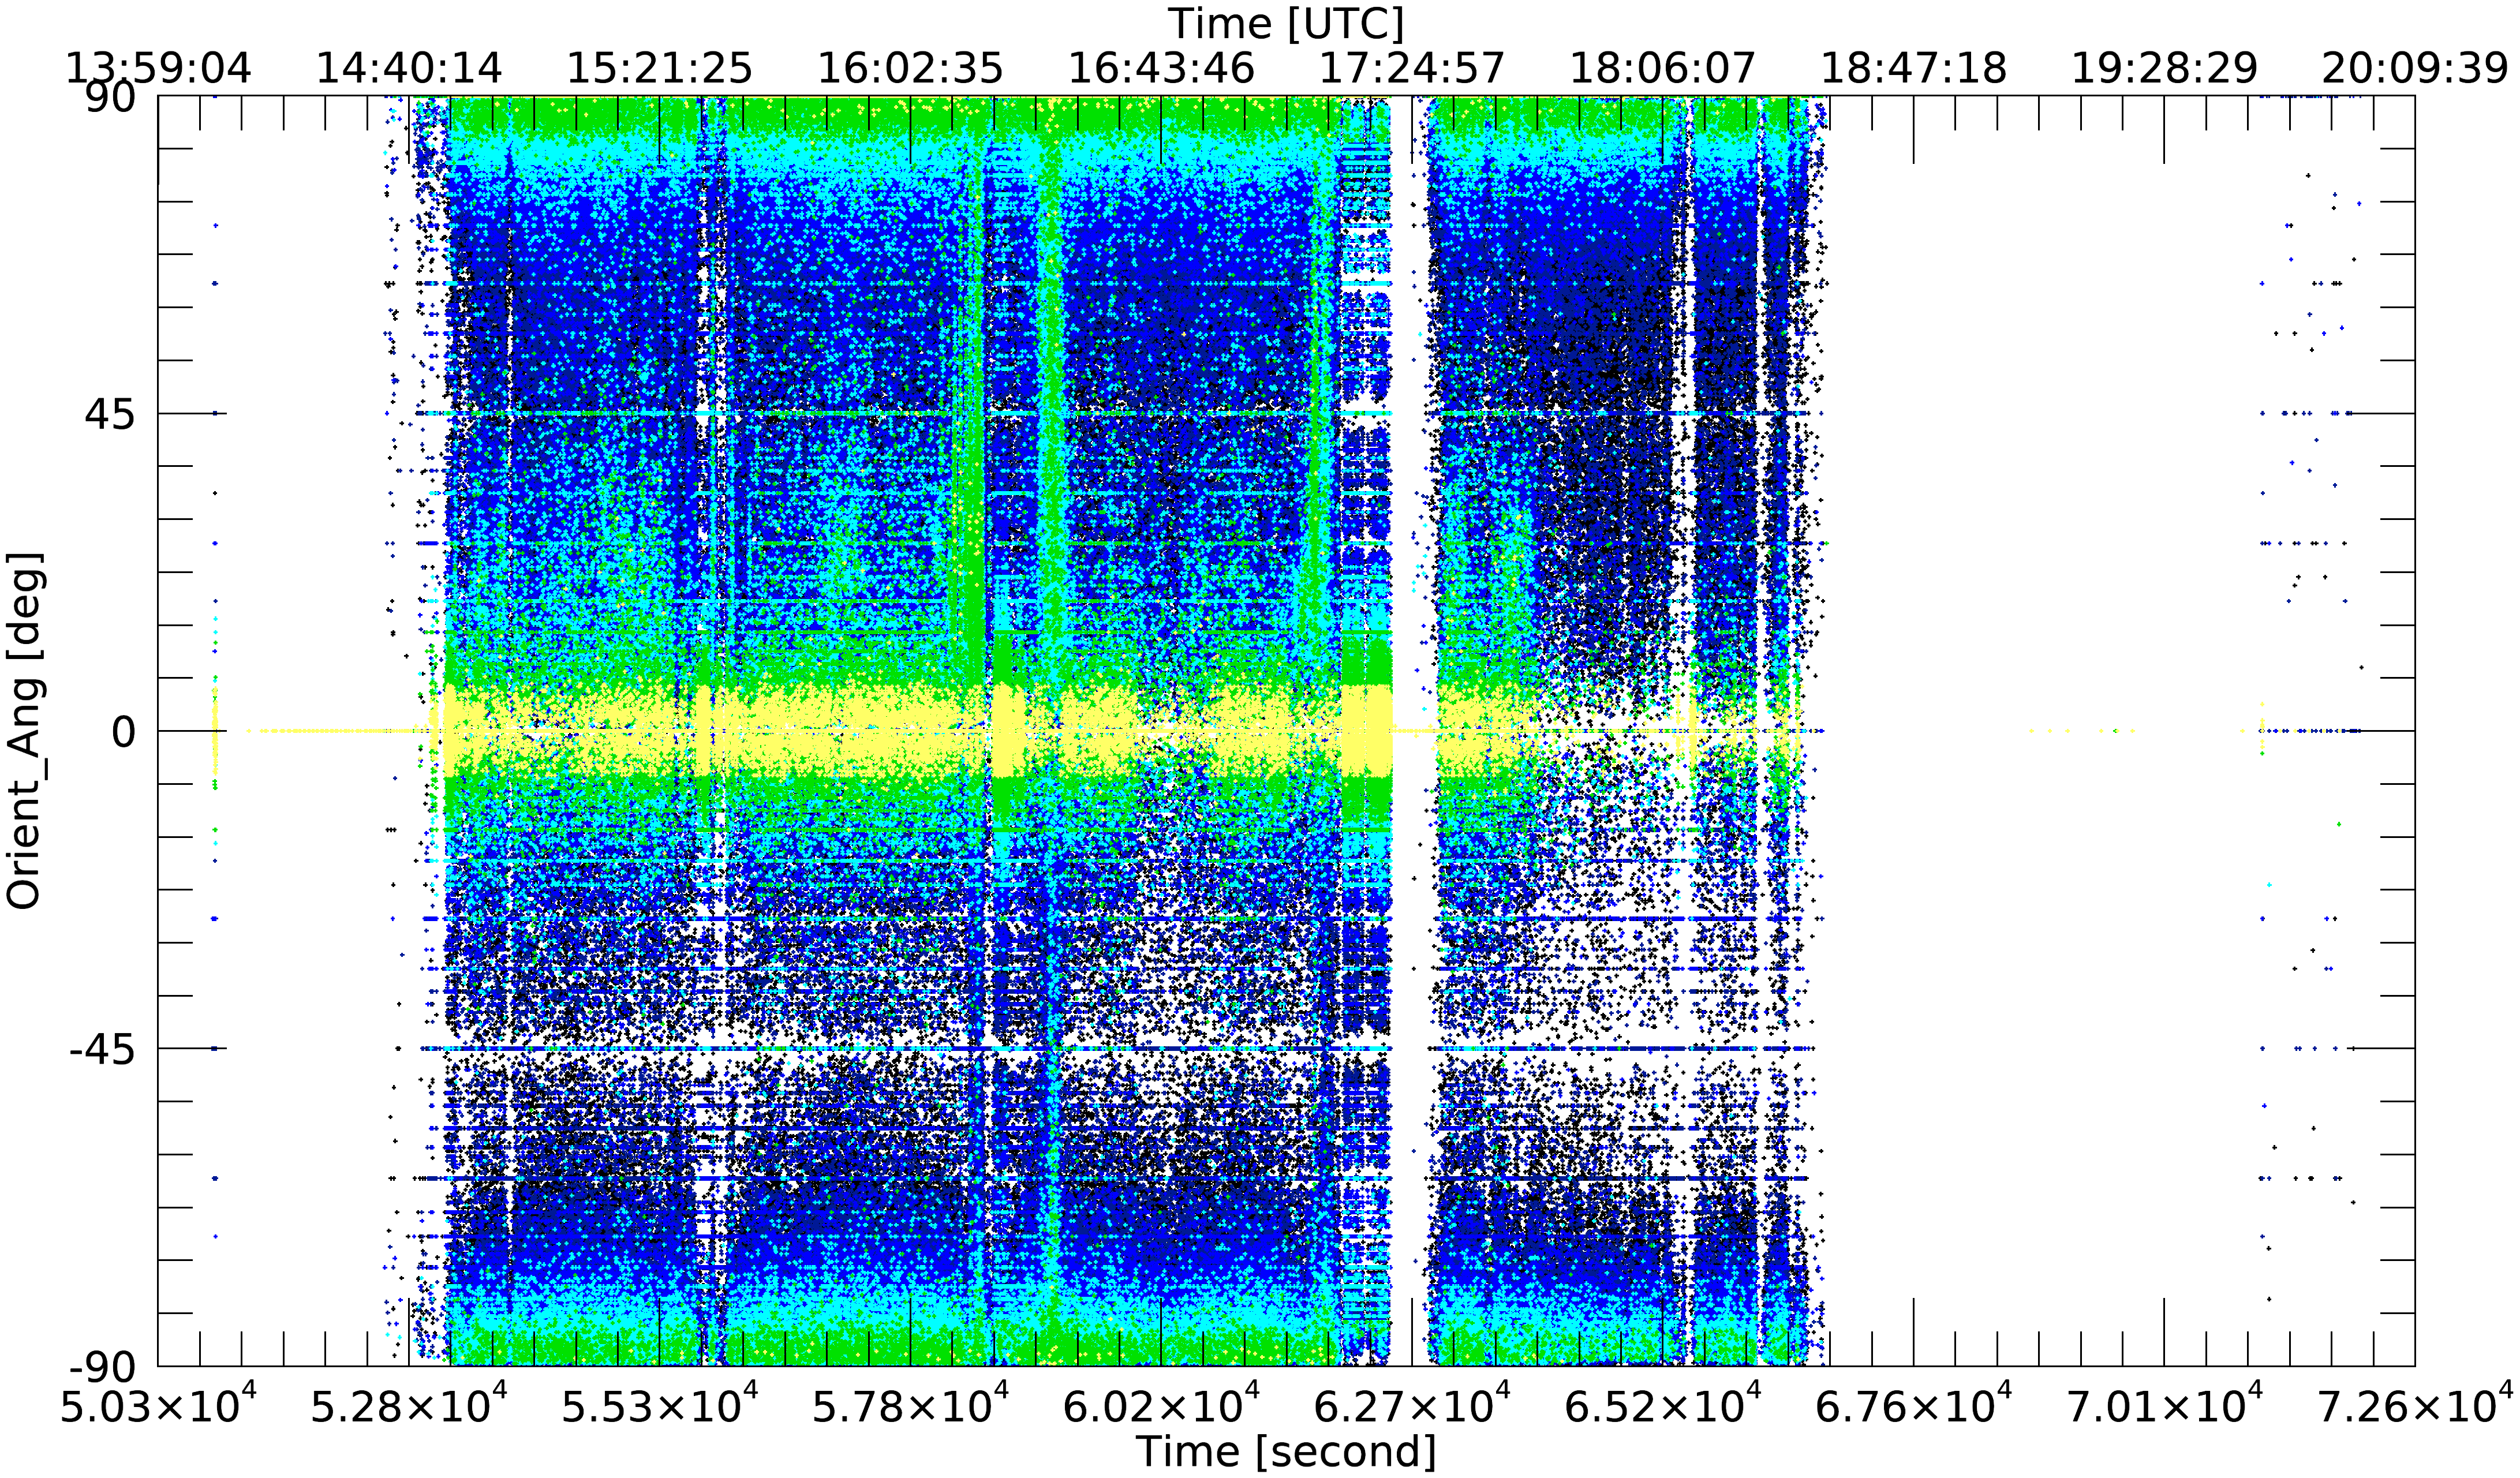 Time [UTC]
13:59:04 14:40:14 15:21:25 16:02:35 16:43:46 17:24:57 18:06:07 18:47:18 19:28:29 20:09:39
90
45
0
-45
-90
Orient_Ang [deg]
5.03×10⁴ 5.28×10⁴ 5.53×10⁴ 5.78×10⁴ 6.02×10⁴ 6.27×10⁴ 6.52×10⁴ 6.76×10⁴ 7.01×10⁴ 7.26×10⁴
Time [second]